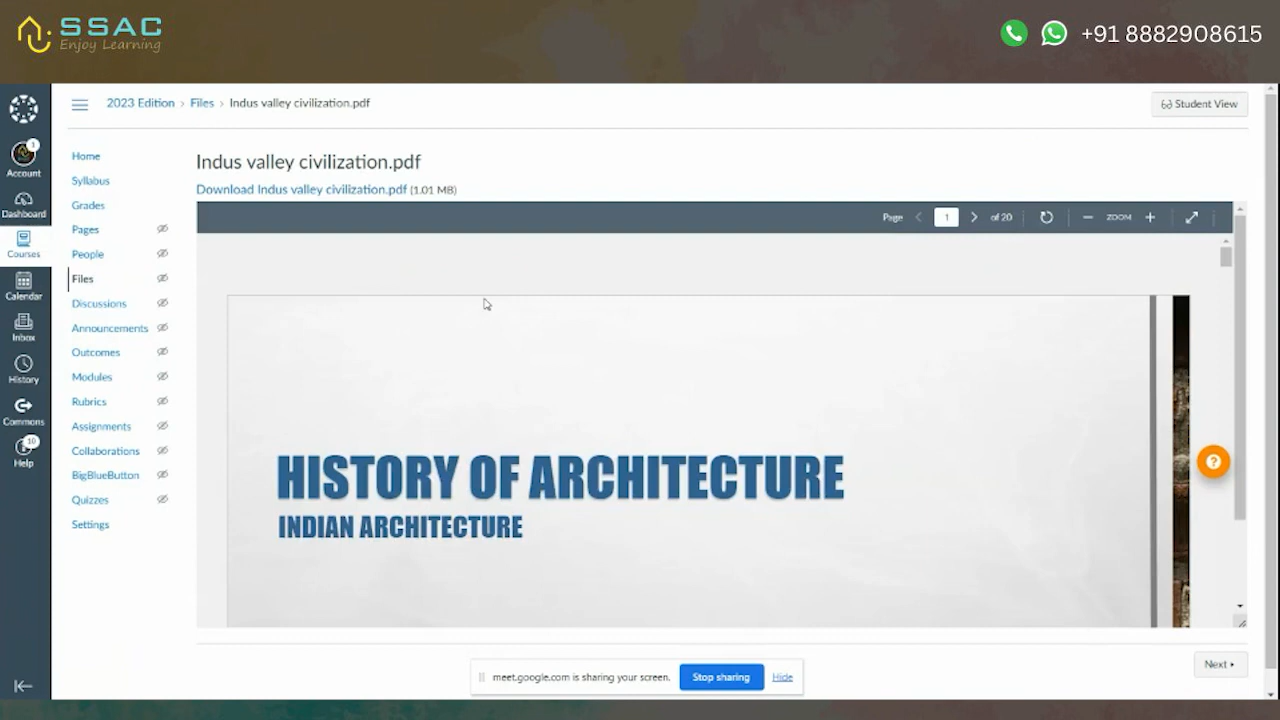 SSAC
Enjoy Learning
+91 8882908615
2023 Edition › Files › Indus valley civilization.pdf
Student View
Account
Dashboard
Courses
Calendar
Inbox
History
Commons
10
Help
Home
Syllabus
Grades
Pages
People
Files
Discussions
Announcements
Outcomes
Modules
Rubrics
Assignments
Collaborations
BigBlueButton
Quizzes
Settings
Indus valley civilization.pdf
Download Indus valley civilization.pdf (1.01 MB)
Page 1 of 20 ZOOM
HISTORY OF ARCHITECTURE
INDIAN ARCHITECTURE
Next
meet.google.com is sharing your screen. Stop sharing Hide